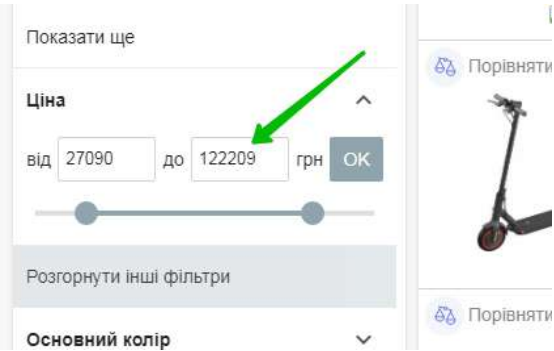 Показати ще
Порівняти
Ціна
від 27090 до 122209 грн OK
Розгорнути інші фільтри
Порівняти
Основний колір